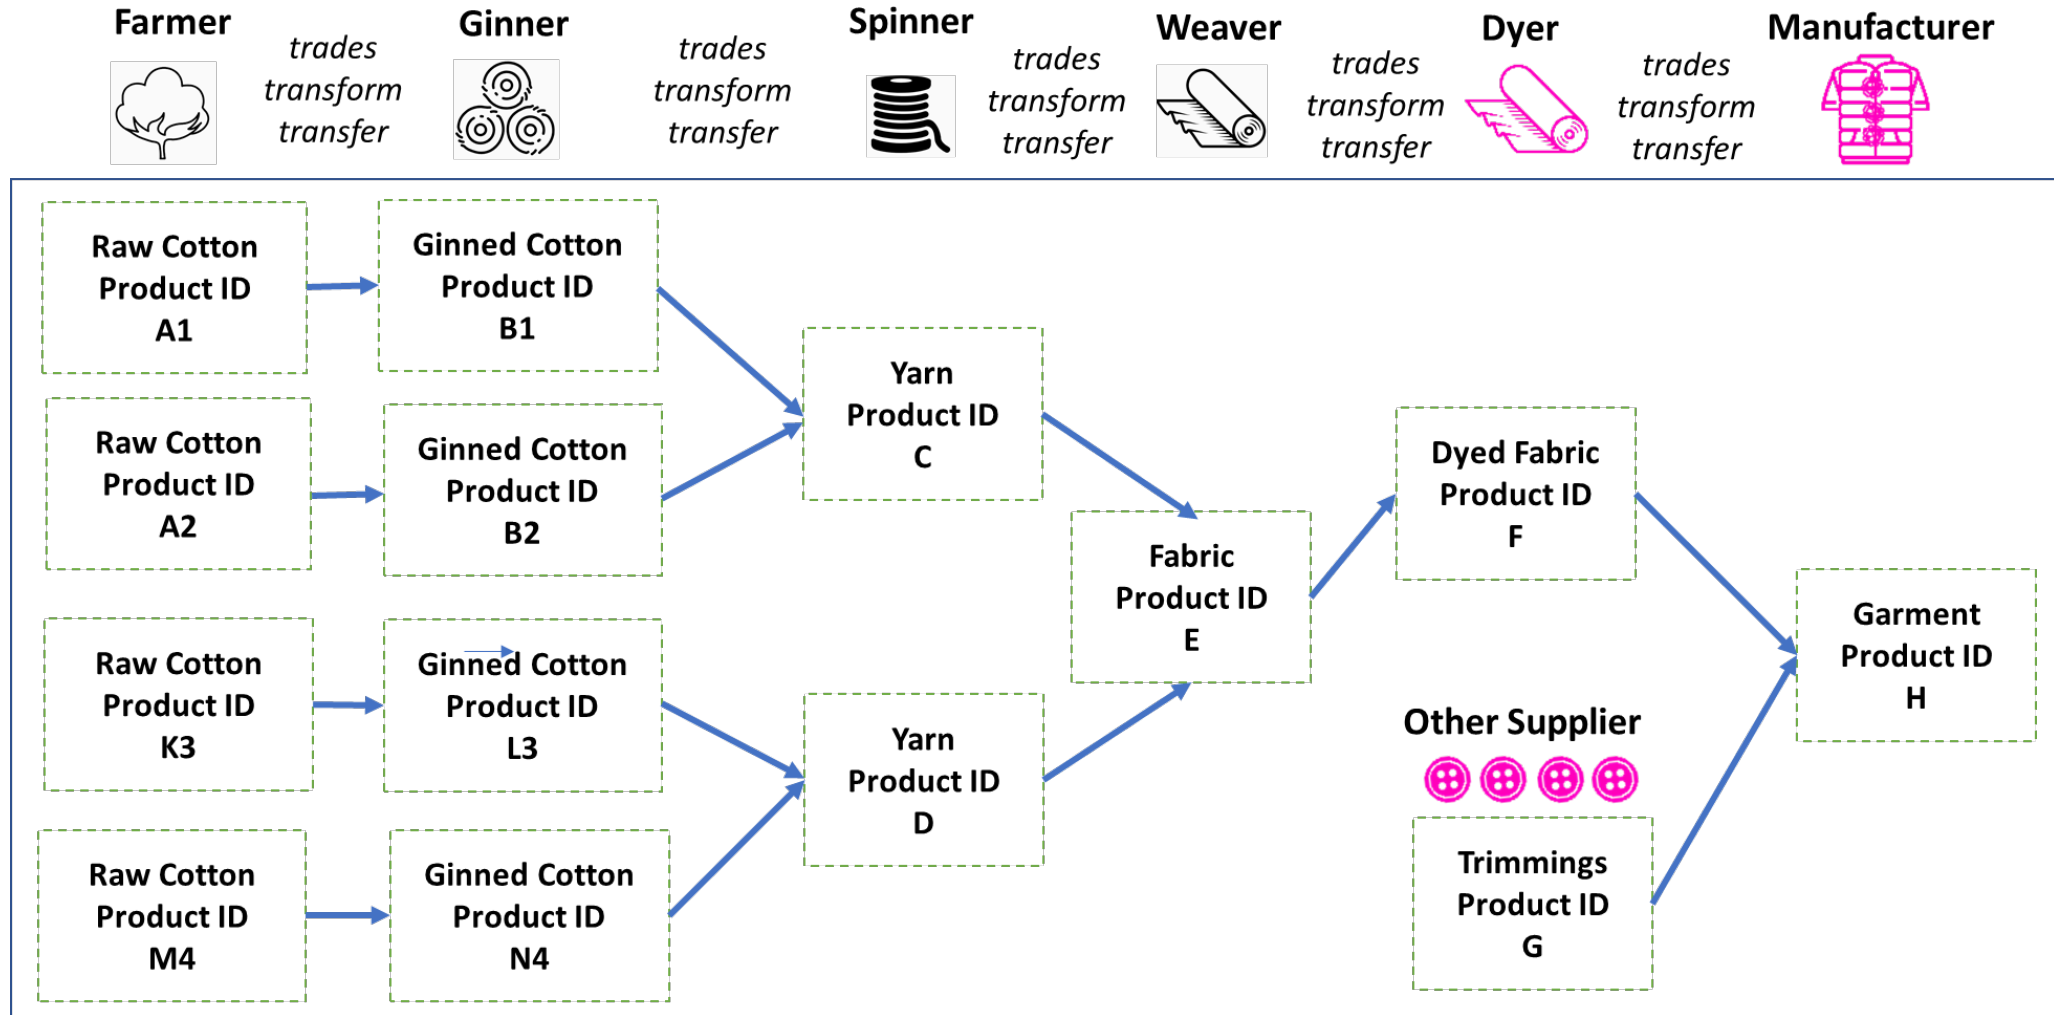 Farmer
trades
transform
transfer
Ginner
trades
transform
transfer
Spinner
trades
transform
transfer
Weaver
trades
transform
transfer
Dyer
trades
transform
transfer
Manufacturer
Raw Cotton
Product ID
A1
Ginned Cotton
Product ID
B1
Raw Cotton
Product ID
A2
Ginned Cotton
Product ID
B2
Raw Cotton
Product ID
K3
Ginned Cotton
Product ID
L3
Raw Cotton
Product ID
M4
Ginned Cotton
Product ID
N4
Yarn
Product ID
C
Yarn
Product ID
D
Fabric
Product ID
E
Dyed Fabric
Product ID
F
Other Supplier
Trimmings
Product ID
G
Garment
Product ID
H